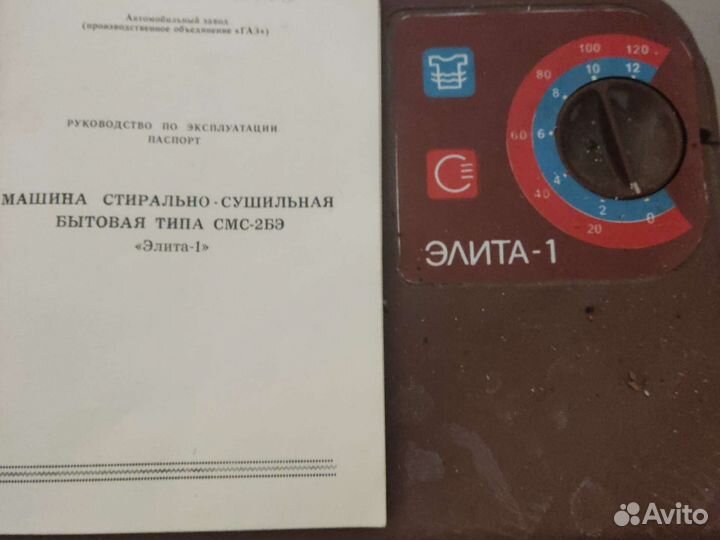 Автомобильный завод
(производственное объединение «ГАЗ»)
РУКОВОДСТВО ПО ЭКСПЛУАТАЦИИ
ПАСПОРТ
МАШИНА СТИРАЛЬНО-СУШИЛЬНАЯ
БЫТОВАЯ ТИПА СМС-2БЭ
«Элита-1»
100 120
80 10 12
8
60 6
40 4
2 0
20
ЭЛИТА-1
Avito